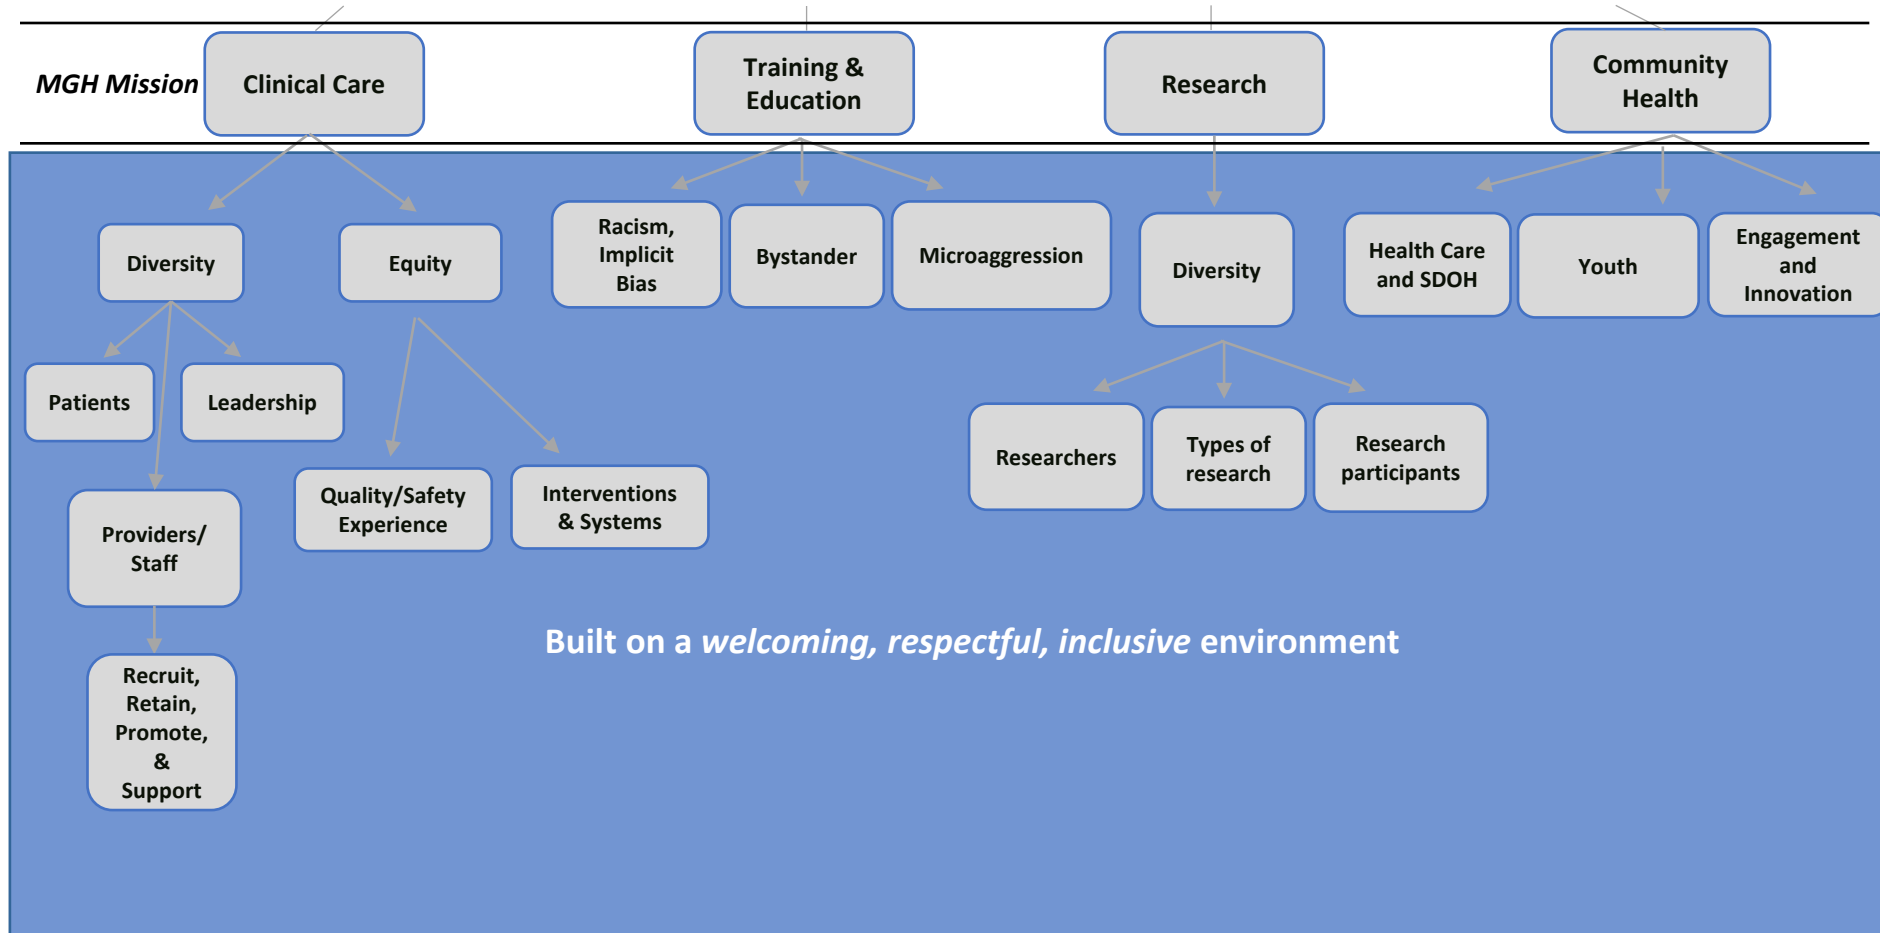 MGH Mission
Clinical Care
Training &
Education
Research
Community
Health
Diversity
Equity
Racism,
Implicit
Bias
Bystander
Microaggression
Diversity
Health Care
and SDOH
Youth
Engagement
and
Innovation
Patients
Leadership
Providers/
Staff
Quality/Safety
Experience
Interventions
& Systems
Researchers
Types of
research
Research
participants
Recruit,
Retain,
Promote,
&
Support
Built on a welcoming, respectful, inclusive environment